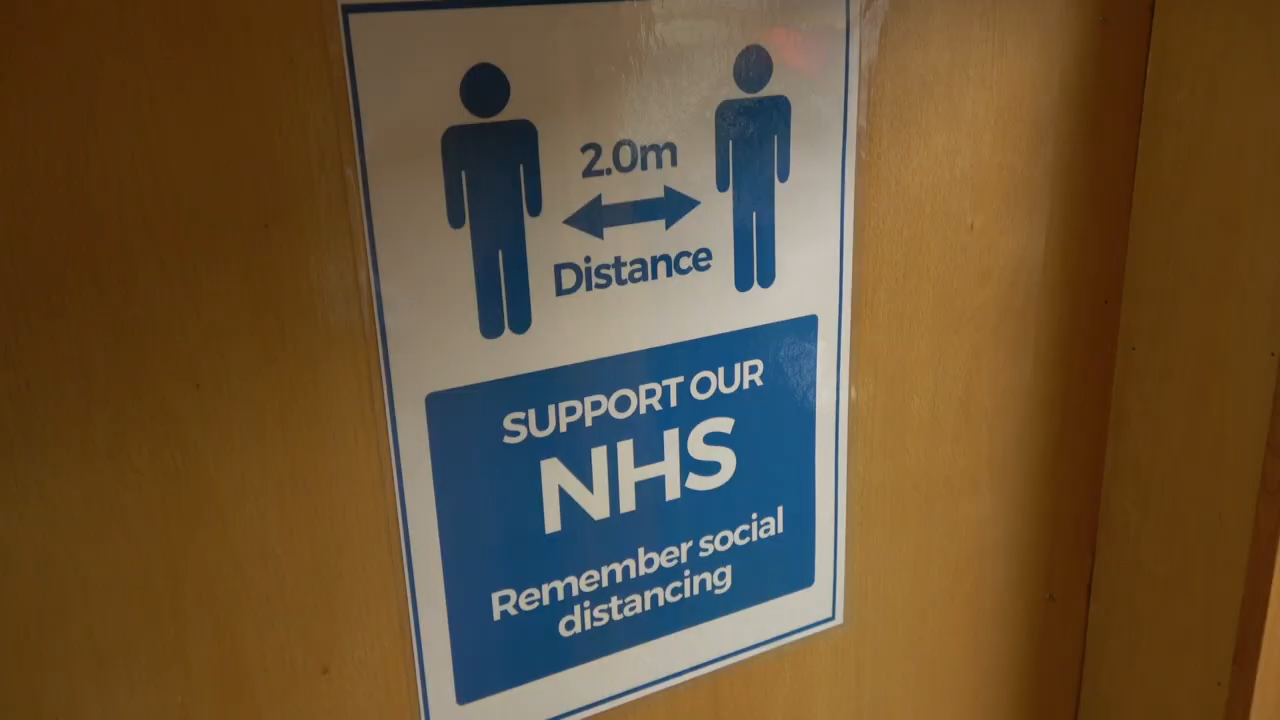 2.0m
Distance
SUPPORT OUR
NHS
Remember social
distancing